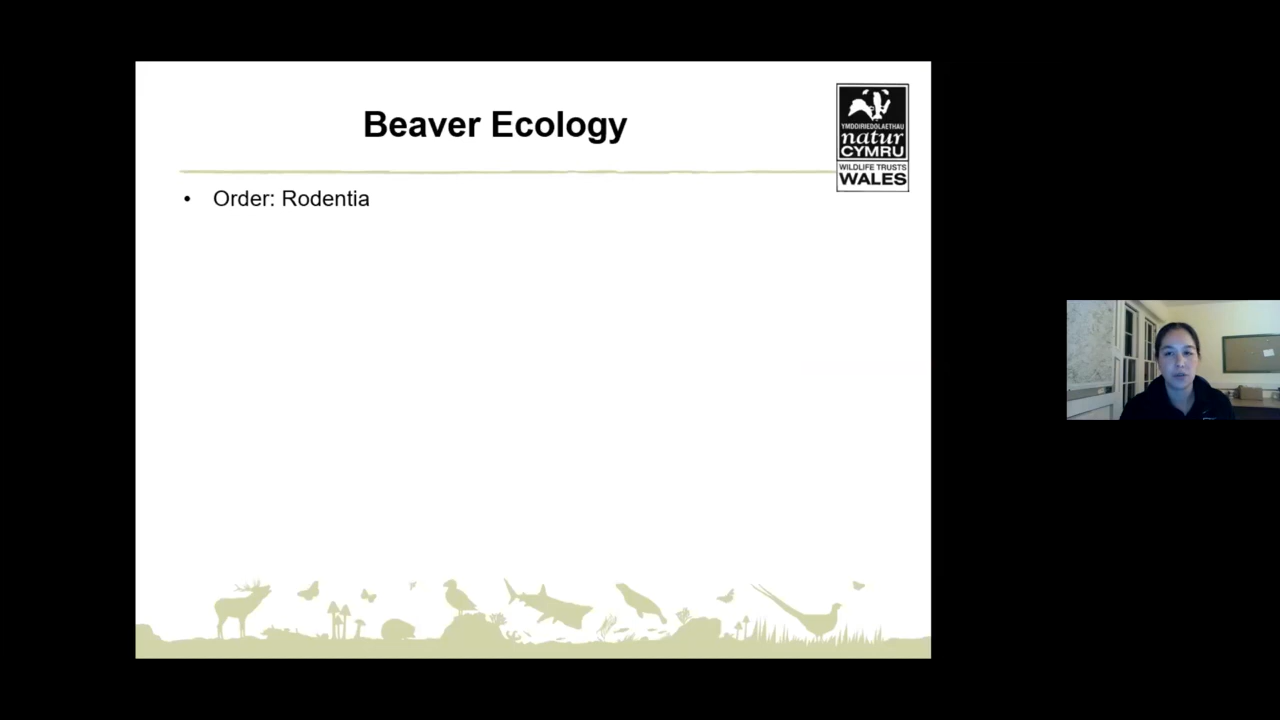 Beaver Ecology
YMDDIRIEDOLAETHAU
natur
CYMRU
WILDLIFE TRUSTS
WALES
• Order: Rodentia